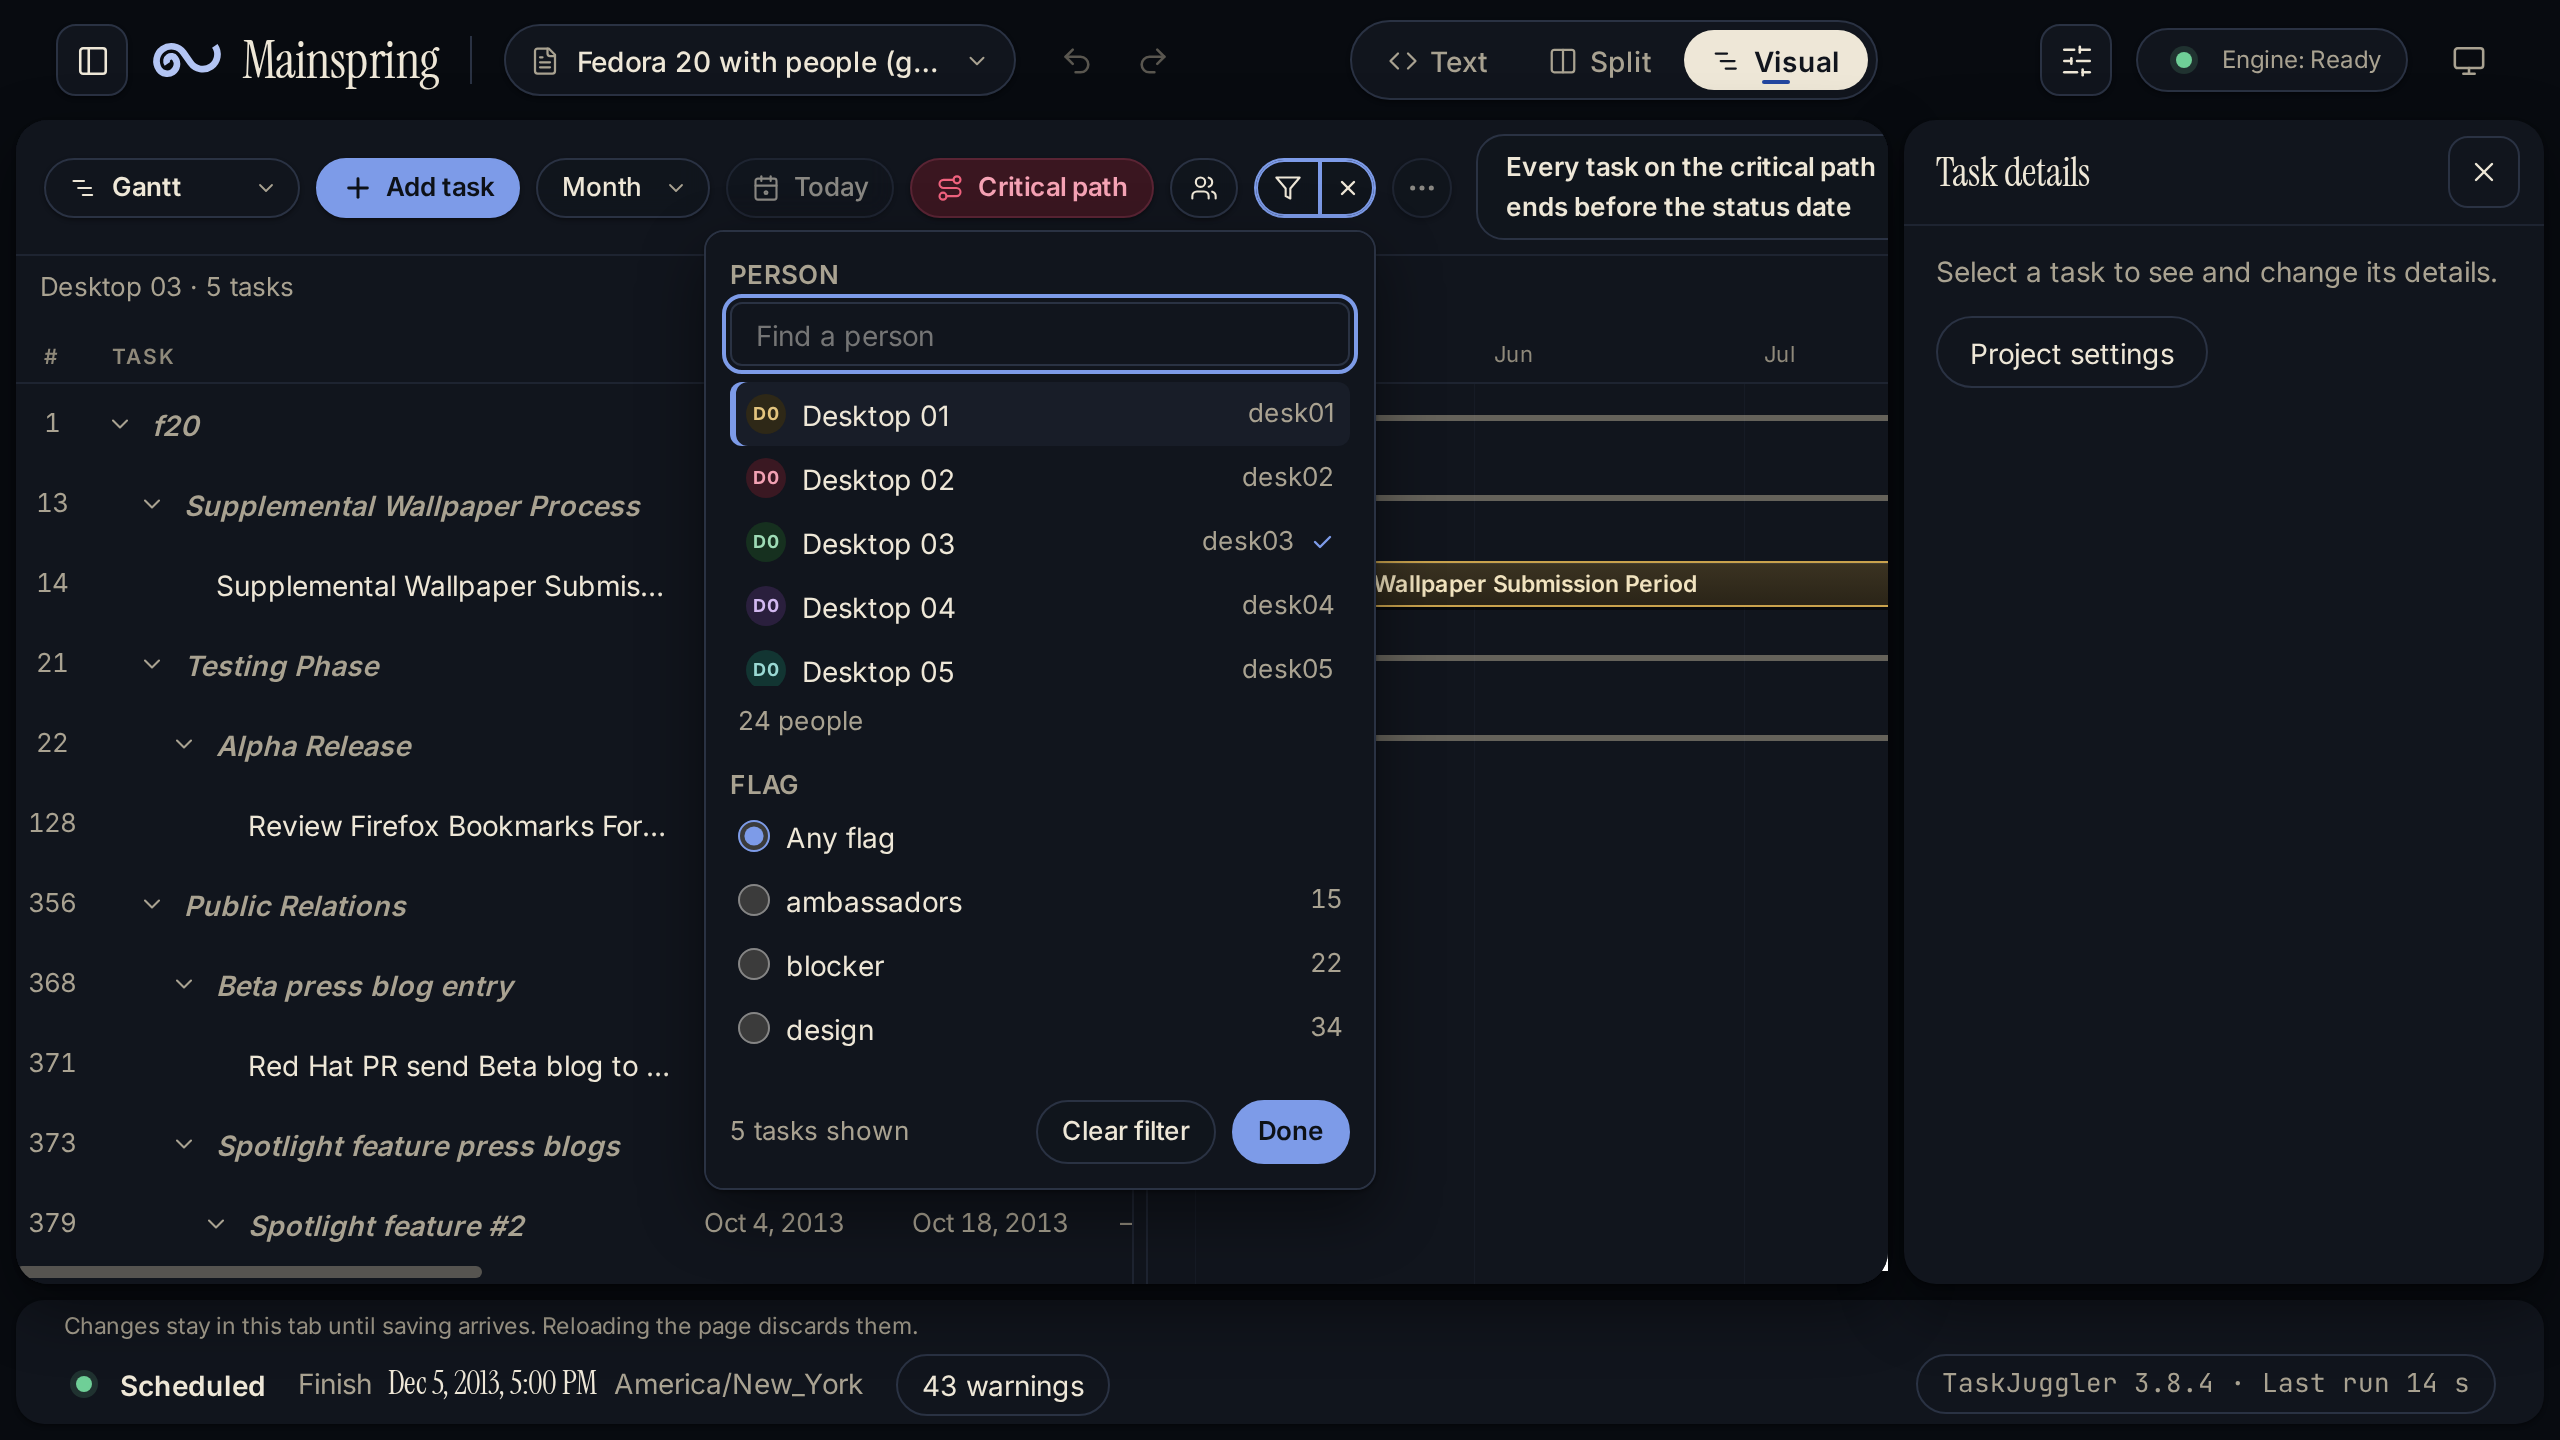 Mainspring
Fedora 20 with people (g...
Text
Split
Visual
Engine: Ready
Gantt
Add task
Month
Today
Critical path
Every task on the critical path
ends before the status date
Task details
Select a task to see and change its details.
Project settings
Desktop 03 · 5 tasks
# TASK
Jun
Jul
1 f20
13 Supplemental Wallpaper Process
14 Supplemental Wallpaper Submis...
Wallpaper Submission Period
21 Testing Phase
22 Alpha Release
128 Review Firefox Bookmarks For...
356 Public Relations
368 Beta press blog entry
371 Red Hat PR send Beta blog to ...
373 Spotlight feature press blogs
379 Spotlight feature #2 Oct 4, 2013 Oct 18, 2013 –
PERSON
Find a person
D0 Desktop 01 desk01
D0 Desktop 02 desk02
D0 Desktop 03 desk03
D0 Desktop 04 desk04
D0 Desktop 05 desk05
24 people
FLAG
Any flag
ambassadors 15
blocker 22
design 34
5 tasks shown
Clear filter
Done
Changes stay in this tab until saving arrives. Reloading the page discards them.
Scheduled Finish Dec 5, 2013, 5:00 PM America/New_York 43 warnings
TaskJuggler 3.8.4 · Last run 14 s